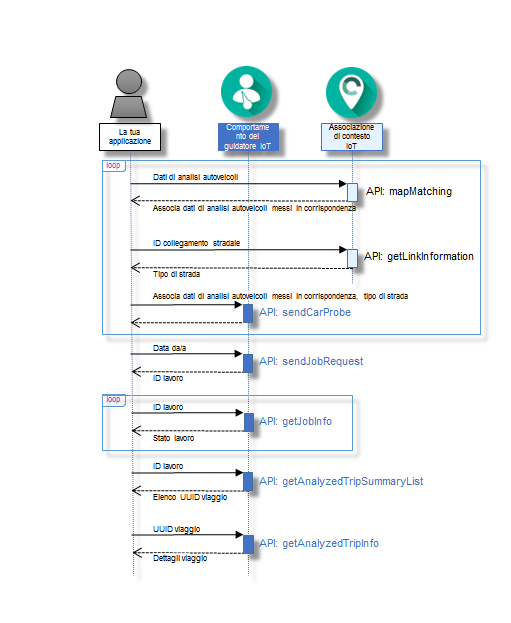 La tua
applicazione
Comportame
nto del
guidatore IoT
Associazione
di contesto
IoT
loop
Dati di analisi autoveicoli
API: mapMatching
Associa dati di analisi autoveicoli messi in corrispondenza
ID collegamento stradale
API: getLinkInformation
Tipo di strada
Associa dati di analisi autoveicoli messi in corrispondenza, tipo di strada
API: sendCarProbe
Data da/a
API: sendJobRequest
ID lavoro
loop
ID lavoro
API: getJobInfo
Stato lavoro
ID lavoro
API: getAnalyzedTripSummaryList
Elenco UUID viaggio
UUID viaggio
API: getAnalyzedTripInfo
Dettagli viaggio